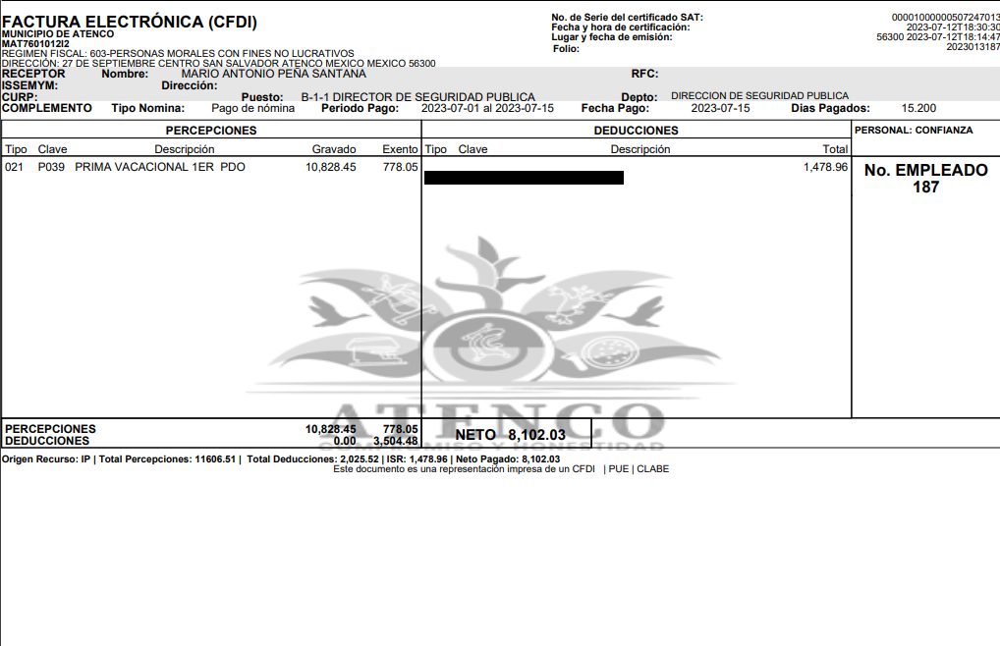 FACTURA ELECTRÓNICA (CFDI)
MUNICIPIO DE ATENCO
MAT7601012I2
REGIMEN FISCAL: 603-PERSONAS MORALES CON FINES NO LUCRATIVOS
DIRECCIÓN: 27 DE SEPTIEMBRE CENTRO SAN SALVADOR ATENCO MEXICO MEXICO 56300
No. de Serie del certificado SAT: 00001000000507247013
Fecha y hora de certificación: 2023-07-12T18:30:30
Lugar y fecha de emisión: 56300 2023-07-12T18:14:47
Folio: 2023013187
RECEPTOR Nombre: MARIO ANTONIO PEÑA SANTANA RFC:
ISSEMYM: Dirección:
CURP: Puesto: B-1-1 DIRECTOR DE SEGURIDAD PUBLICA Depto: DIRECCION DE SEGURIDAD PUBLICA
COMPLEMENTO Tipo Nomina: Pago de nómina Periodo Pago: 2023-07-01 al 2023-07-15 Fecha Pago: 2023-07-15 Días Pagados: 15.200
PERCEPCIONES DEDUCCIONES PERSONAL: CONFIANZA
Tipo Clave Descripción Gravado Exento Tipo Clave Descripción Total
021 P039 PRIMA VACACIONAL 1ER PDO 10,828.45 778.05 1,478.96
No. EMPLEADO
187
ATENCO
COMPROMISO Y HONESTIDAD
PERCEPCIONES 10,828.45 778.05
DEDUCCIONES 0.00 3,504.48
NETO 8,102.03
Origen Recurso: IP | Total Percepciones: 11606.51 | Total Deducciones: 2,025.52 | ISR: 1,478.96 | Neto Pagado: 8,102.03
Este documento es una representación impresa de un CFDI | PUE | CLABE